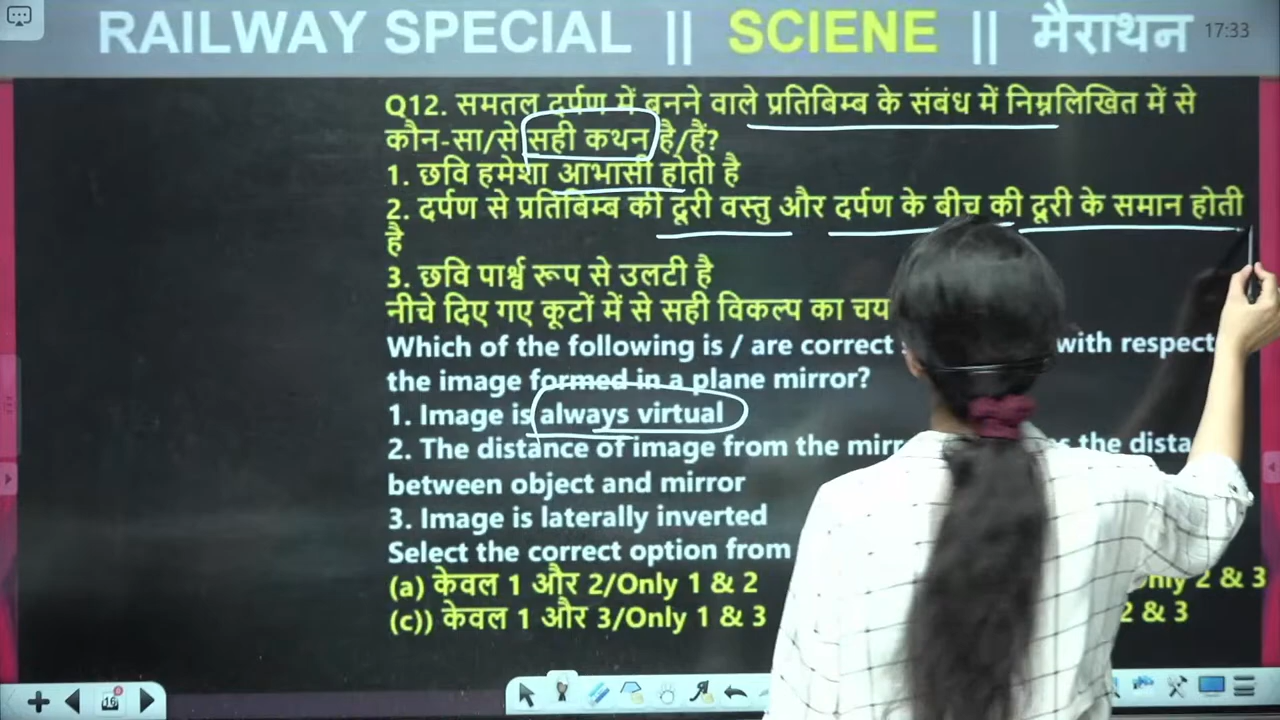 RAILWAY SPECIAL || SCIENE || मैराथन 17:33
Q12. समतल दर्पण में बनने वाले प्रतिबिम्ब के संबंध में निम्नलिखित में से
कौन-सा/से सही कथन है/हैं?
1. छवि हमेशा आभासी होती है
2. दर्पण से प्रतिबिम्ब की दूरी वस्तु और दर्पण के बीच की दूरी के समान होती
है
3. छवि पार्श्व रूप से उलटी है
नीचे दिए गए कूटों में से सही विकल्प का
Which of the following is / are correct with respect
the image formed in a plane mirror?
1. Image is always virtual
2. The distance of image from the the
between object and mirror
3. Image is laterally inverted
Select the correct option from
(a) केवल 1 और 2/Only 1 & 2 2 & 3
(c)) केवल 1 और 3/Only 1 & 3 2 & 3